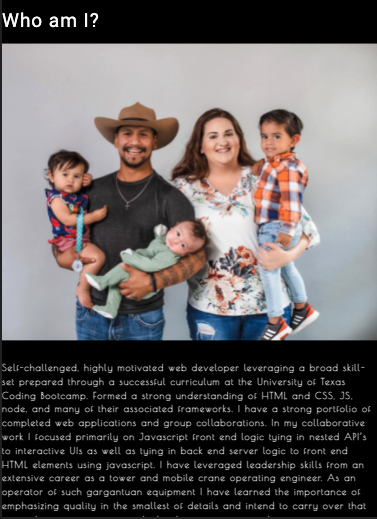 Who am I?
Self-challenged, highly motivated web developer leveraging a broad skill-
set prepared through a successful curriculum at the University of Texas
Coding Bootcamp. Formed a strong understanding of HTML and CSS, JS,
node, and many of their associated frameworks. I have a strong portfolio of
completed web applications and group collaborations. In my collaborative
work I focused primarily on Javascript front end logic tying in nested API's
to interactive UIs as well as tying in back end server logic to front end
HTML elements using javascript. I have leveraged leadership skills from an
extensive career as a tower and mobile crane operating engineer. As an
operator of such gargantuan equipment I have learned the importance of
emphasizing quality in the smallest of details and intend to carry over that